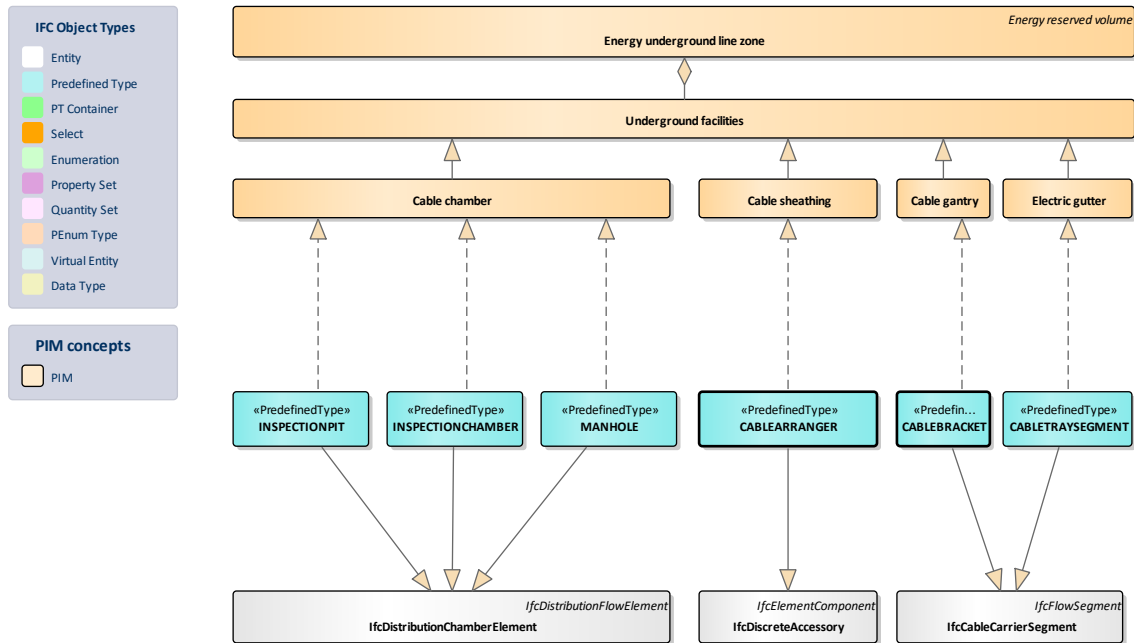 IFC Object Types
Entity
Predefined Type
PT Container
Select
Enumeration
Property Set
Quantity Set
PEnum Type
Virtual Entity
Data Type
PIM concepts
PIM
Energy reserved volume
Energy underground line zone
Underground facilities
Cable chamber
Cable sheathing
Cable gantry
Electric gutter
«PredefinedType»
INSPECTIONPIT
«PredefinedType»
INSPECTIONCHAMBER
«PredefinedType»
MANHOLE
«PredefinedType»
CABLEARRANGER
«Predefin...
CABLEBRACKET
«PredefinedType»
CABLETRAYSEGMENT
IfcDistributionFlowElement
IfcDistributionChamberElement
IfcElementComponent
IfcDiscreteAccessory
IfcFlowSegment
IfcCableCarrierSegment